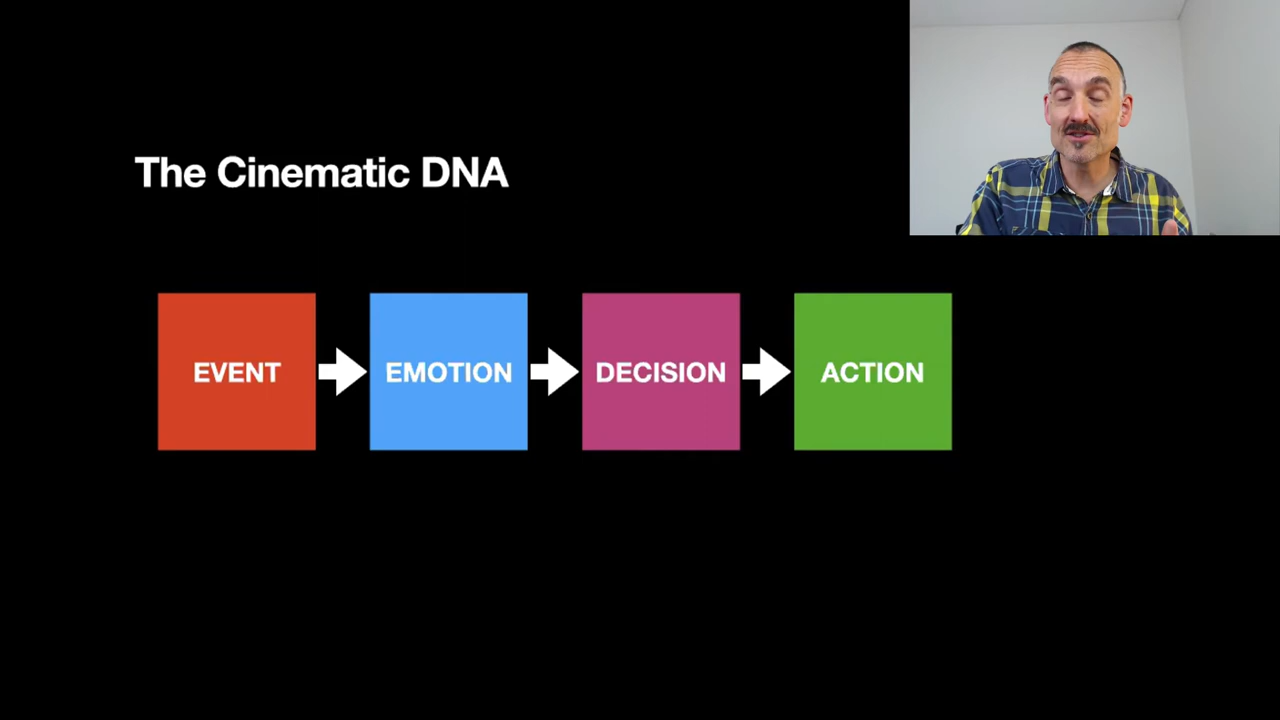 The Cinematic DNA
EVENT
EMOTION
DECISION
ACTION